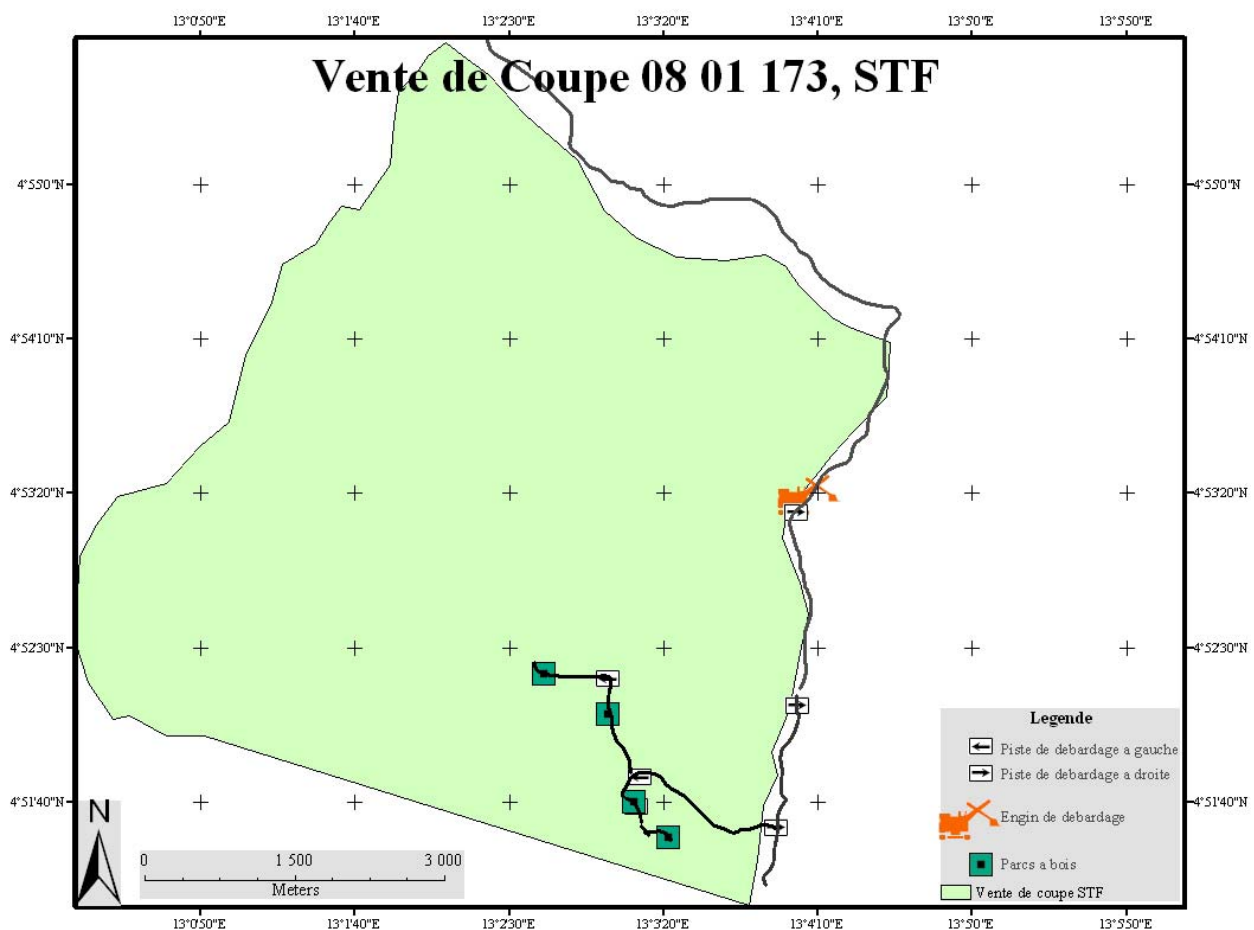 13°0'50"E 13°1'40"E 13°2'30"E 13°3'20"E 13°4'10"E 13°50"E 13°5'50"E
Vente de Coupe 08 01 173, STF
4°55'0"N 4°55'0"N
4°54'10"N 4°54'10"N
4°53'20"N 4°53'20"N
4°52'30"N 4°52'30"N
Legende
Piste de debardage a gauche
Piste de debardage a droite
4°51'40"N 4°51'40"N
N
Engin de debardage
0 1 500 3 000
Meters
Parcs a bois
Vente de coupe STF
13°0'50"E 13°1'40"E 13°2'30"E 13°3'20"E 13°4'10"E 13°50"E 13°5'50"E